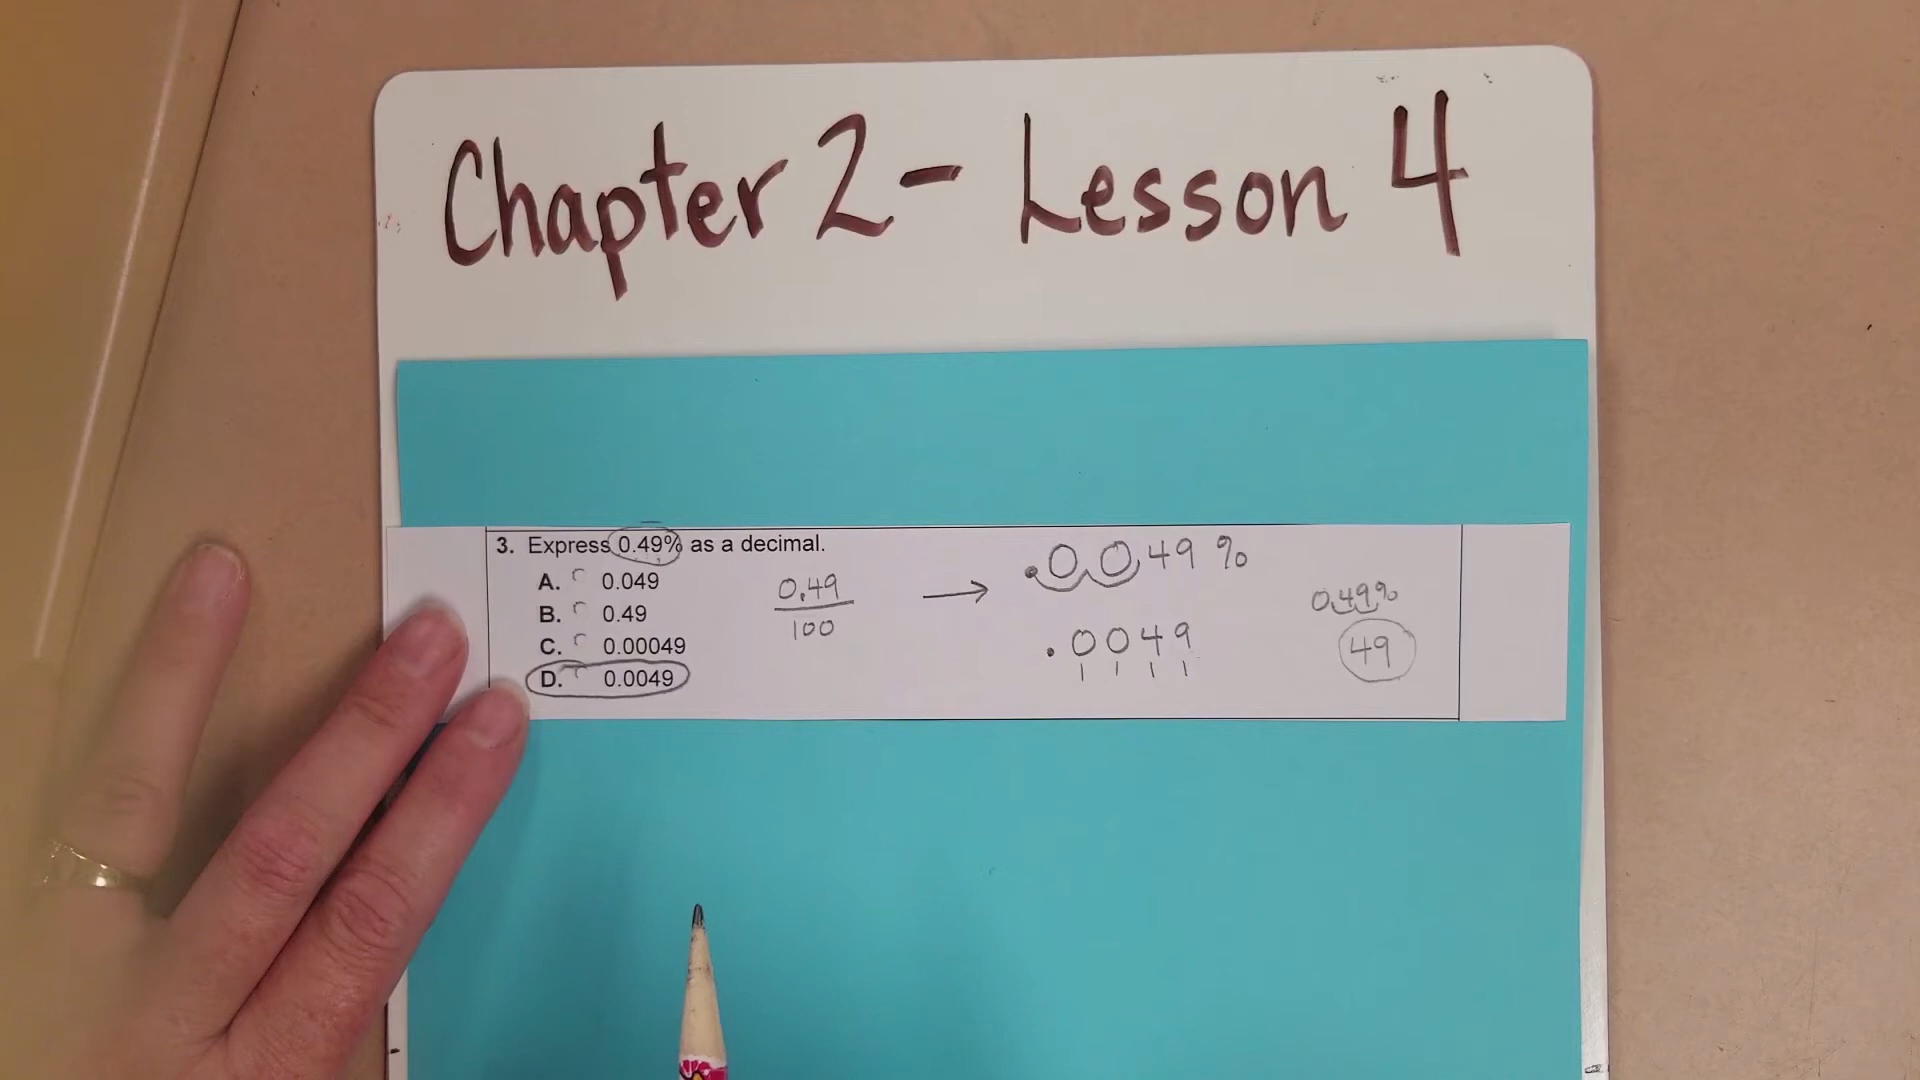 Chapter 2 - Lesson 4
3. Express 0.49% as a decimal.
A. 0.049
B. 0.49
C. 0.00049
D. 0.0049
0.49
100
→ .0049%
.0049
0.49%
49